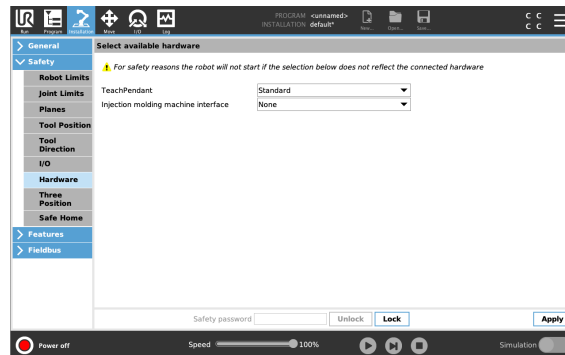 UR
Run
Program
Installation
Move
I/O
Log
PROGRAM <unnamed>
INSTALLATION default*
New...
Open...
Save...
C C
C C
General
Safety
Robot Limits
Joint Limits
Planes
Tool Position
Tool
Direction
I/O
Hardware
Three
Position
Safe Home
Features
Fieldbus
Select available hardware
For safety reasons the robot will not start if the selection below does not reflect the connected hardware
TeachPendant
Standard
Injection molding machine interface
None
Safety password
Unlock
Lock
Apply
Power off
Speed
100%
Simulation